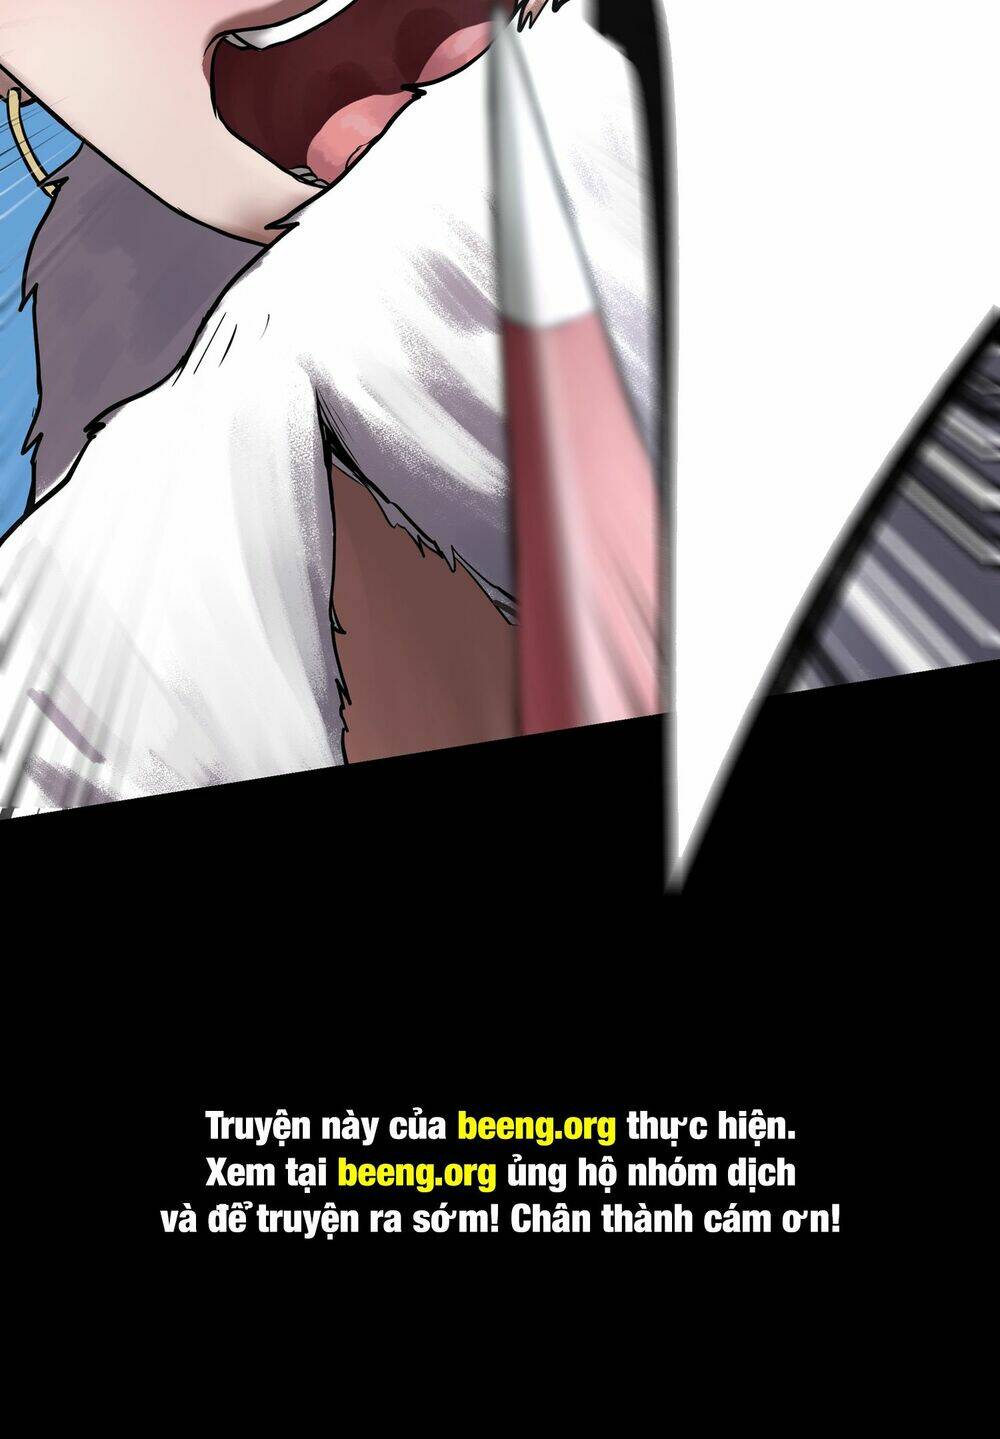 Truyện này của beeng.org thực hiện.
Xem tại beeng.org ủng hộ nhóm dịch
và để truyện ra sớm! Chân thành cám ơn!